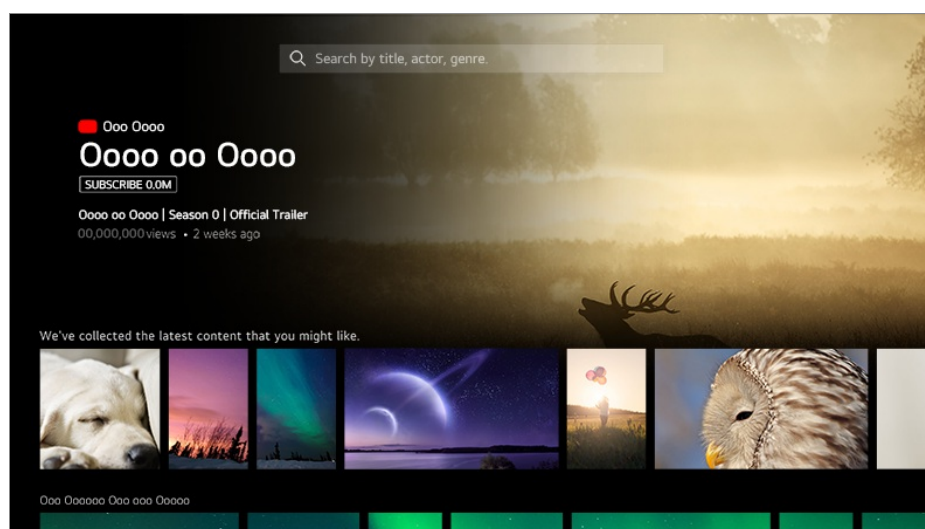 Search by title, actor, genre.
Ooo Oooo
Oooo oo Oooo
SUBSCRIBE 0.0M
Oooo oo Oooo | Season 0 | Official Trailer
00,000,000 views • 2 weeks ago
We've collected the latest content that you might like.
Ooo Oooooo Ooo ooo Ooooo